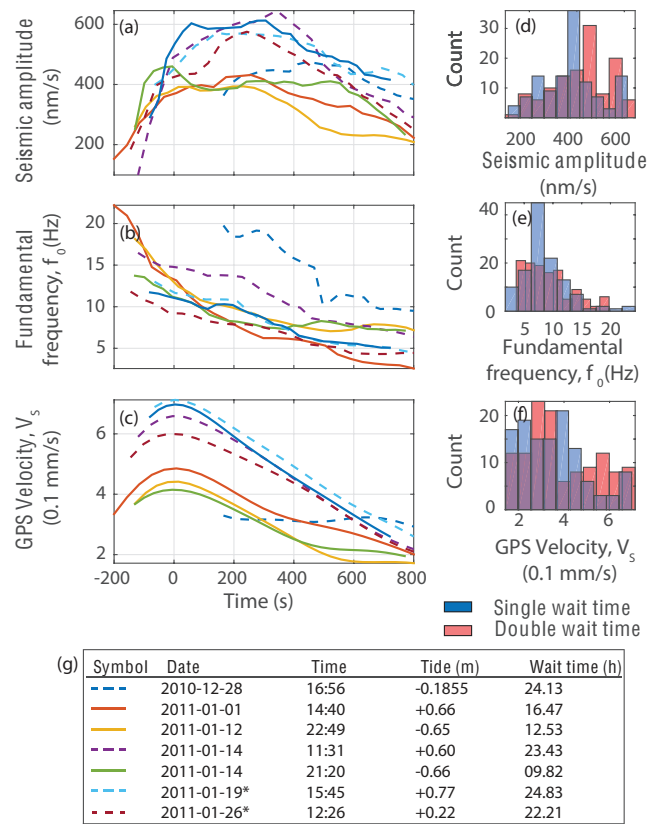 (a)
Seismic amplitude
(nm/s)
600
400
200
(b)
Fundamental
frequency, f0(Hz)
20
15
10
5
(c)
GPS Velocity, Vs
(0.1 mm/s)
6
4
2
-200 0 200 400 600 800
Time (s)
(d)
Count
30
20
10
200 400 600
Seismic amplitude
(nm/s)
(e)
Count
40
20
0
5 10 15 20
Fundamental
frequency, f0(Hz)
(f)
Count
20
10
0
2 4 6
GPS Velocity, Vs
(0.1 mm/s)
Single wait time
Double wait time
(g)
Symbol Date Time Tide (m) Wait time (h)
2010-12-28 16:56 -0.1855 24.13
2011-01-01 14:40 +0.66 16.47
2011-01-12 22:49 -0.65 12.53
2011-01-14 11:31 +0.60 23.43
2011-01-14 21:20 -0.66 09.82
2011-01-19* 15:45 +0.77 24.83
2011-01-26* 12:26 +0.22 22.21